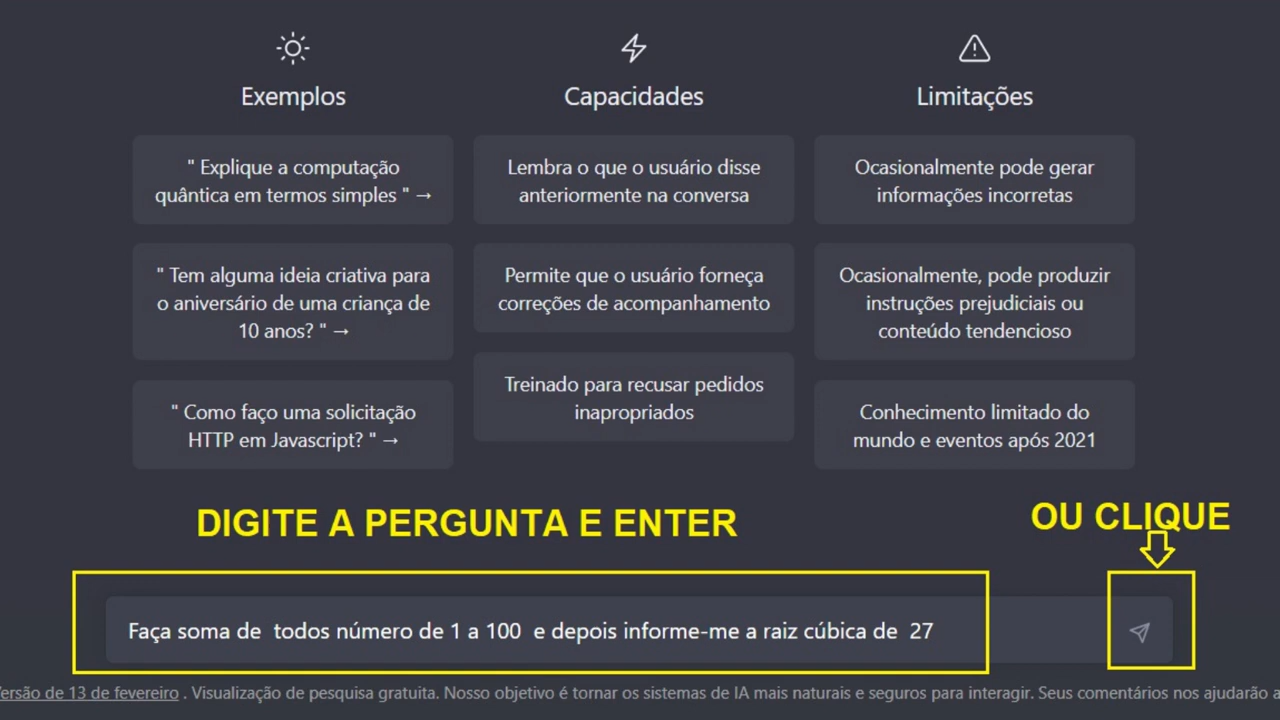 Exemplos
Capacidades
Limitações
" Explique a computação
quântica em termos simples " →
Lembra o que o usuário disse
anteriormente na conversa
Ocasionalmente pode gerar
informações incorretas
" Tem alguma ideia criativa para
o aniversário de uma criança de
10 anos? " →
Permite que o usuário forneça
correções de acompanhamento
Ocasionalmente, pode produzir
instruções prejudiciais ou
conteúdo tendencioso
" Como faço uma solicitação
HTTP em Javascript? " →
Treinado para recusar pedidos
inapropriados
Conhecimento limitado do
mundo e eventos após 2021
DIGITE A PERGUNTA E ENTER
OU CLIQUE
Faça soma de  todos número de 1 a 100  e depois informe-me a raiz cúbica de  27
ersão de 13 de fevereiro . Visualização de pesquisa gratuita. Nosso objetivo é tornar os sistemas de IA mais naturais e seguros para interagir. Seus comentários nos ajudarão a